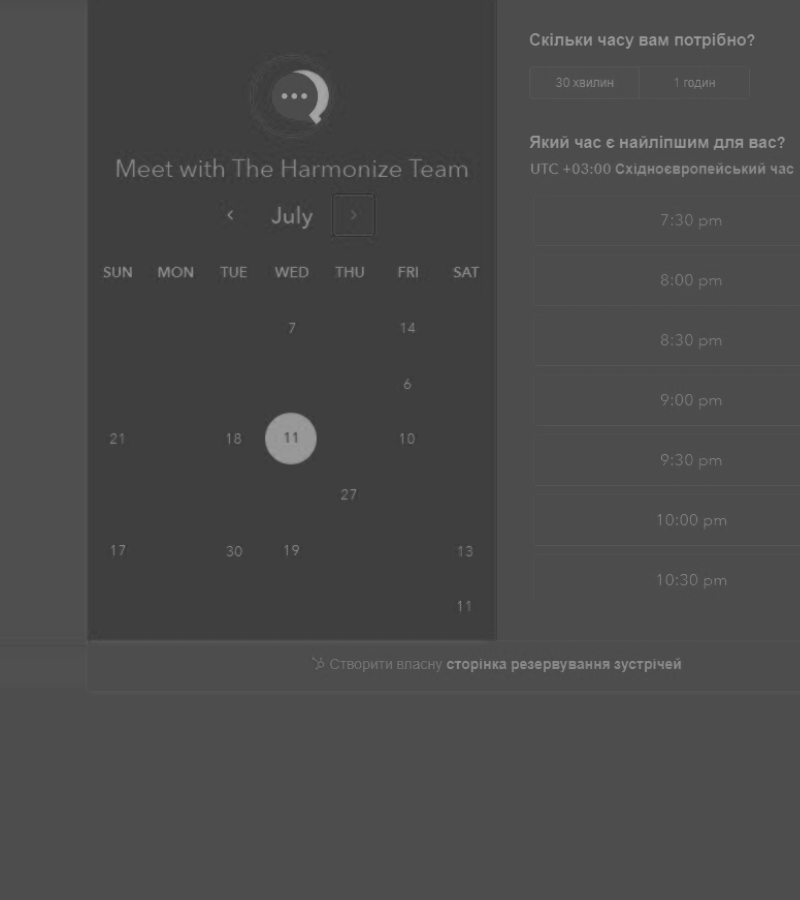 Meet with The Harmonize Team
July
SUN MON TUE WED THU FRI SAT
7 14
6
21 18 11 10
27
17 30 19 13
11
Скільки часу вам потрібно?
30 хвилин 1 годин
Який час є найліпшим для вас?
UTC +03:00 Східноєвропейський час
7:30 pm
8:00 pm
8:30 pm
9:00 pm
9:30 pm
10:00 pm
10:30 pm
Створити власну сторінка резервування зустрічей